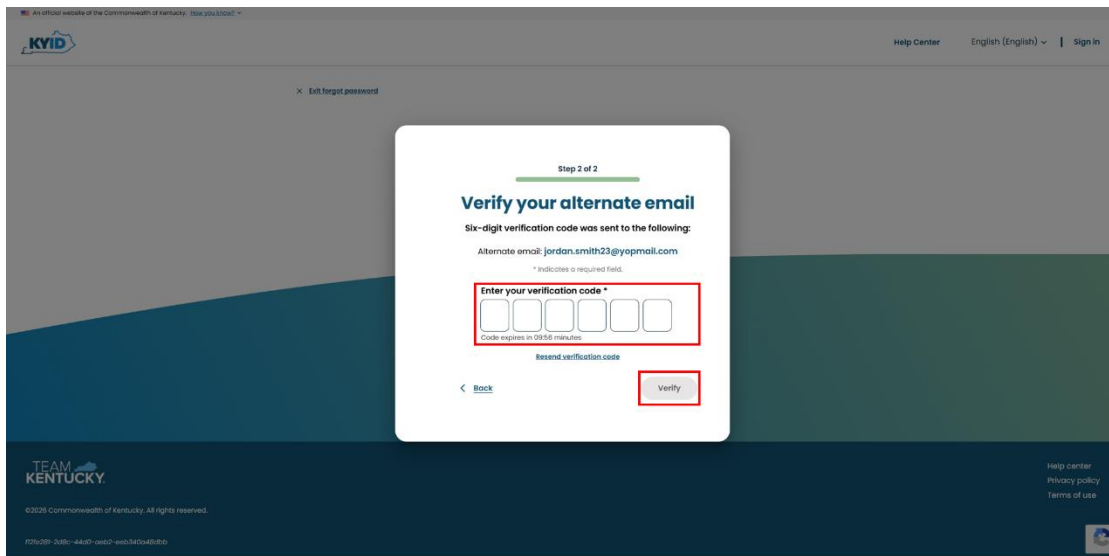 An official website of the Commonwealth of Kentucky. How you know?
KYID
Help Center English (English) | Sign in
× Exit forgot password
Step 2 of 2
Verify your alternate email
Six-digit verification code was sent to the following:
Alternate email: jordan.smith23@yopmail.com
* Indicates a required field.
Enter your verification code *
Code expires in 09:56 minutes
Resend verification code
Back
Verify
TEAM
KENTUCKY.
Help center
Privacy policy
Terms of use
©2025 Commonwealth of Kentucky. All rights reserved.